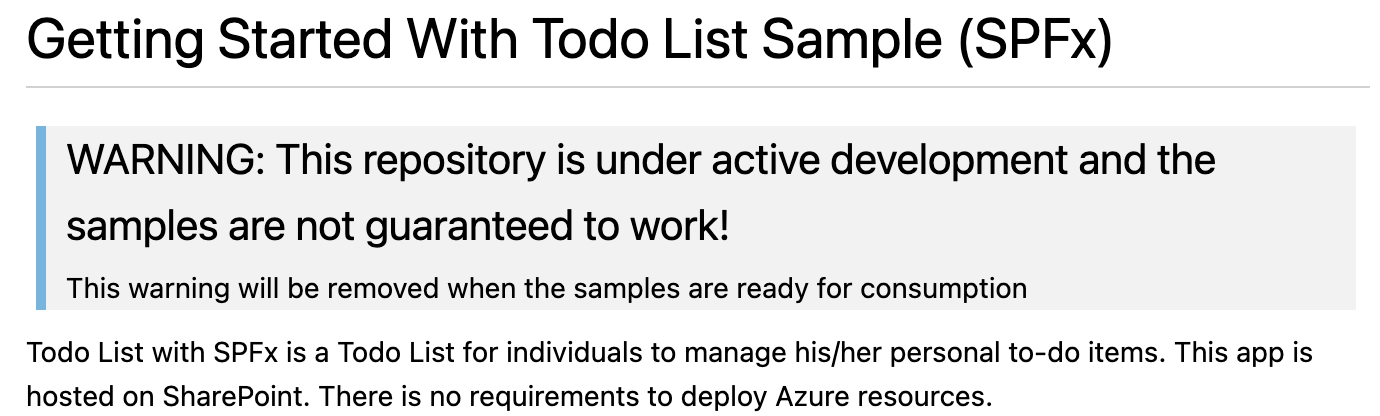 Getting Started With Todo List Sample (SPFx)
WARNING: This repository is under active development and the
samples are not guaranteed to work!
This warning will be removed when the samples are ready for consumption
Todo List with SPFx is a Todo List for individuals to manage his/her personal to-do items. This app is
hosted on SharePoint. There is no requirements to deploy Azure resources.